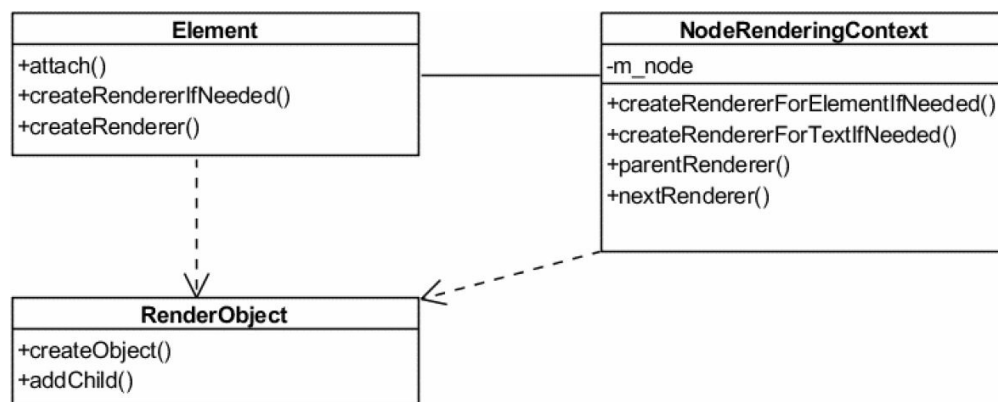 Element
+attach()
+createRendererIfNeeded()
+createRenderer()
NodeRenderingContext
-m_node
+createRendererForElementIfNeeded()
+createRendererForTextIfNeeded()
+parentRenderer()
+nextRenderer()
RenderObject
+createObject()
+addChild()